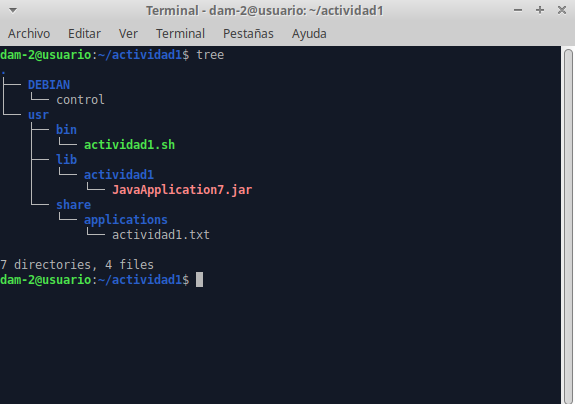 Terminal - dam-2@usuario: ~/actividad1
Archivo Editar Ver Terminal Pestañas Ayuda
dam-2@usuario:~/actividad1$ tree
.
├── DEBIAN
│   └── control
└── usr
    ├── bin
    │   └── actividad1.sh
    ├── lib
    │   └── actividad1
    │       └── JavaApplication7.jar
    └── share
        └── applications
            └── actividad1.txt

7 directories, 4 files
dam-2@usuario:~/actividad1$